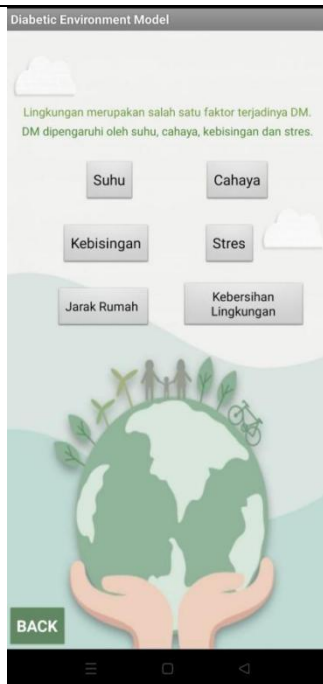 Diabetic Environment Model
Lingkungan merupakan salah satu faktor terjadinya DM.
DM dipengaruhi oleh suhu, cahaya, kebisingan dan stres.
Suhu
Cahaya
Kebisingan
Stres
Jarak Rumah
Kebersihan
Lingkungan
BACK